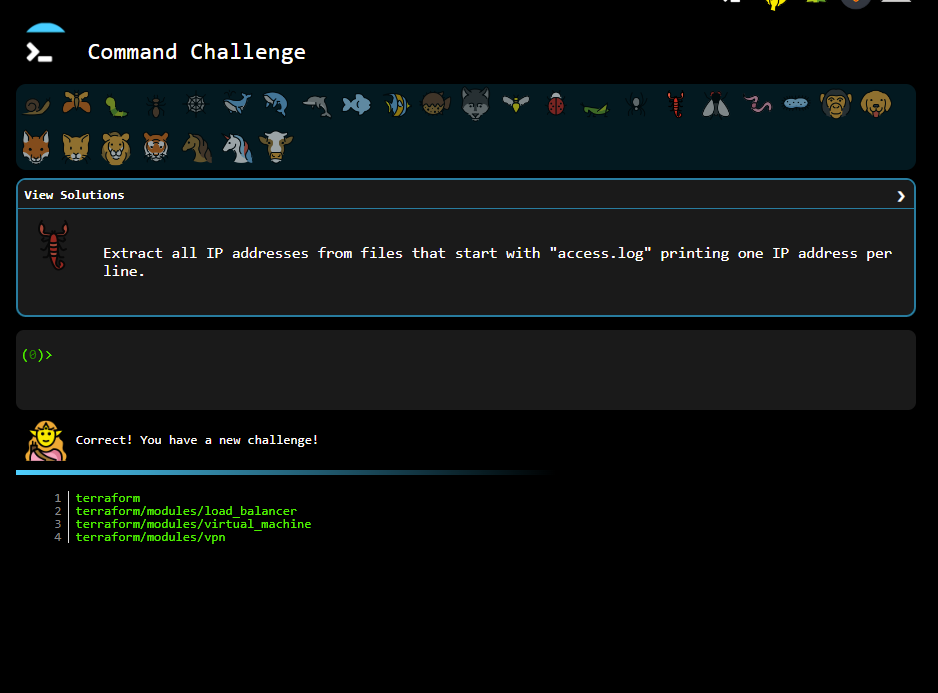 Command Challenge
View Solutions
Extract all IP addresses from files that start with "access.log" printing one IP address per
line.
(0)>
Correct! You have a new challenge!
1 terraform
2 terraform/modules/load_balancer
3 terraform/modules/virtual_machine
4 terraform/modules/vpn